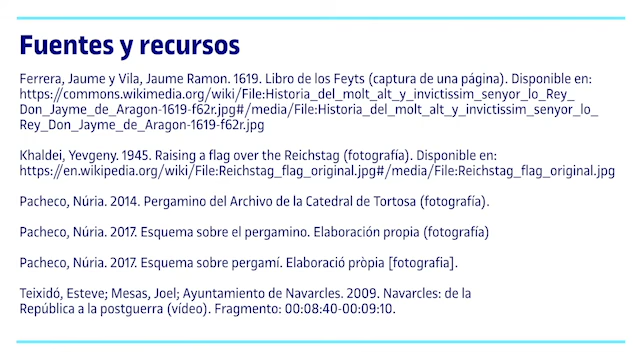 Fuentes y recursos
Ferrera, Jaume y Vila, Jaume Ramon. 1619. Libro de los Feyts (captura de una página). Disponible en:
https://commons.wikimedia.org/wiki/File:Historia_del_molt_alt_y_invictissim_senyor_lo_Rey_
Don_Jayme_de_Aragon-1619-f62r.jpg#/media/File:Historia_del_molt_alt_y_invictissim_senyor_lo_
Rey_Don_Jayme_de_Aragon-1619-f62r.jpg
Khaldei, Yevgeny. 1945. Raising a flag over the Reichstag (fotografía). Disponible en:
https://en.wikipedia.org/wiki/File:Reichstag_flag_original.jpg#/media/File:Reichstag_flag_original.jpg
Pacheco, Núria. 2014. Pergamino del Archivo de la Catedral de Tortosa (fotografía).
Pacheco, Núria. 2017. Esquema sobre el pergamino. Elaboración propia (fotografía)
Pacheco, Núria. 2017. Esquema sobre pergamí. Elaboració pròpia [fotografia].
Teixidó, Esteve; Mesas, Joel; Ayuntamiento de Navarcles. 2009. Navarcles: de la
República a la postguerra (vídeo). Fragmento: 00:08:40-00:09:10.